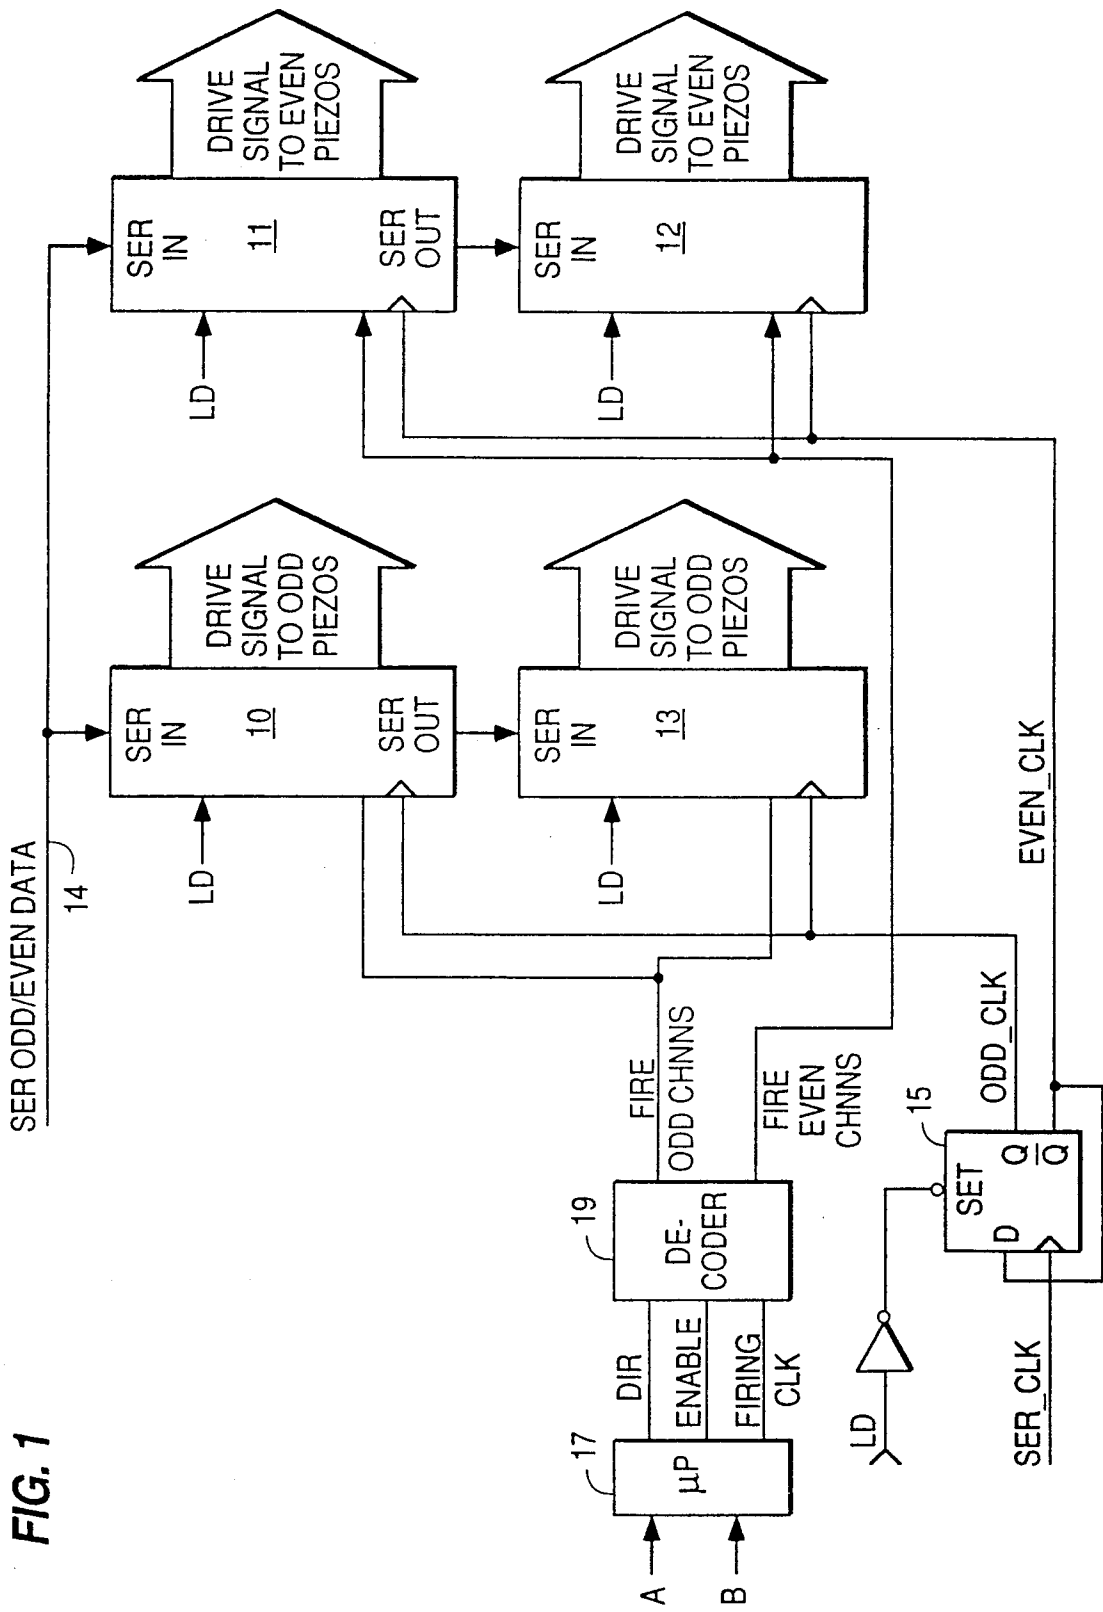 FIG. 1
SER ODD/EVEN DATA
14
SER
IN
10
SER
OUT
LD
DRIVE
SIGNAL
TO ODD
PIEZOS
SER
IN
11
SER
OUT
LD
DRIVE
SIGNAL
TO EVEN
PIEZOS
SER
IN
13
LD
DRIVE
SIGNAL
TO ODD
PIEZOS
SER
IN
12
LD
DRIVE
SIGNAL
TO EVEN
PIEZOS
A
B
17
µP
DIR
ENABLE
FIRING
CLK
19
DE-
CODER
FIRE
ODD CHNNS
FIRE
EVEN
CHNNS
LD
SER_CLK
15
SET
D
Q
Q̅
ODD_CLK
EVEN_CLK